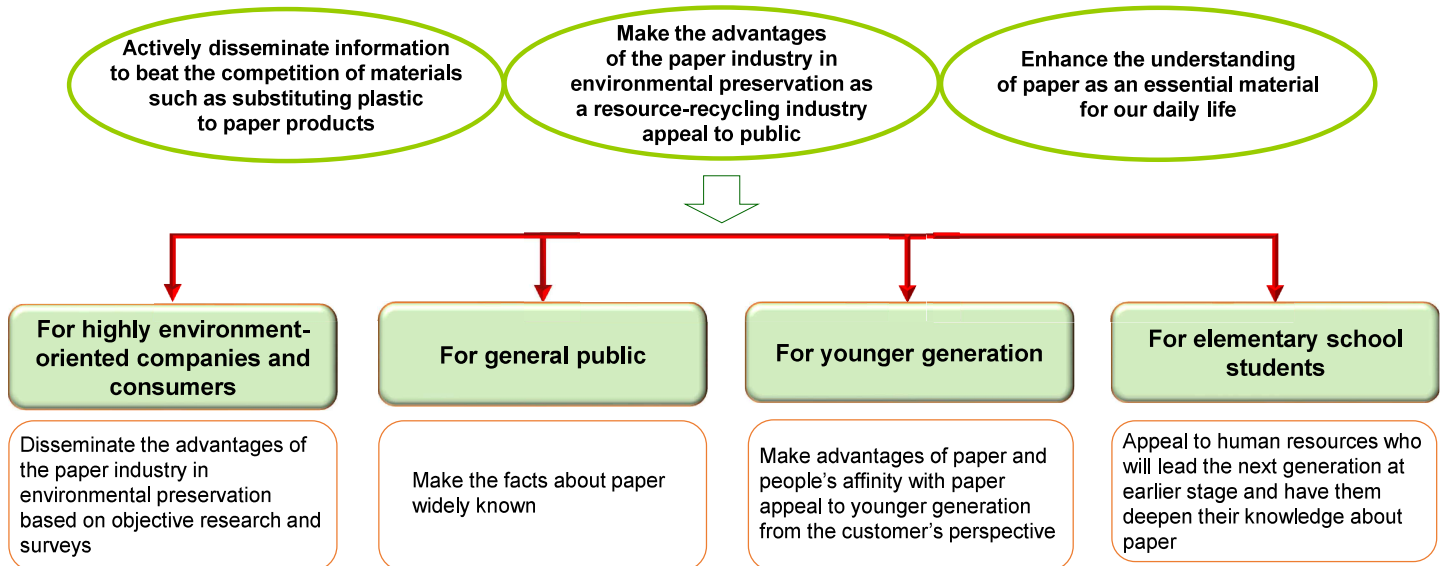 Actively disseminate information
to beat the competition of materials
such as substituting plastic
to paper products
Make the advantages
of the paper industry in
environmental preservation as
a resource-recycling industry
appeal to public
Enhance the understanding
of paper as an essential material
for our daily life
For highly environment-
oriented companies and
consumers
For general public
For younger generation
For elementary school
students
Disseminate the advantages of
the paper industry in
environmental preservation
based on objective research and
surveys
Make the facts about paper
widely known
Make advantages of paper and
people’s affinity with paper
appeal to younger generation
from the customer’s perspective
Appeal to human resources who
will lead the next generation at
earlier stage and have them
deepen their knowledge about
paper